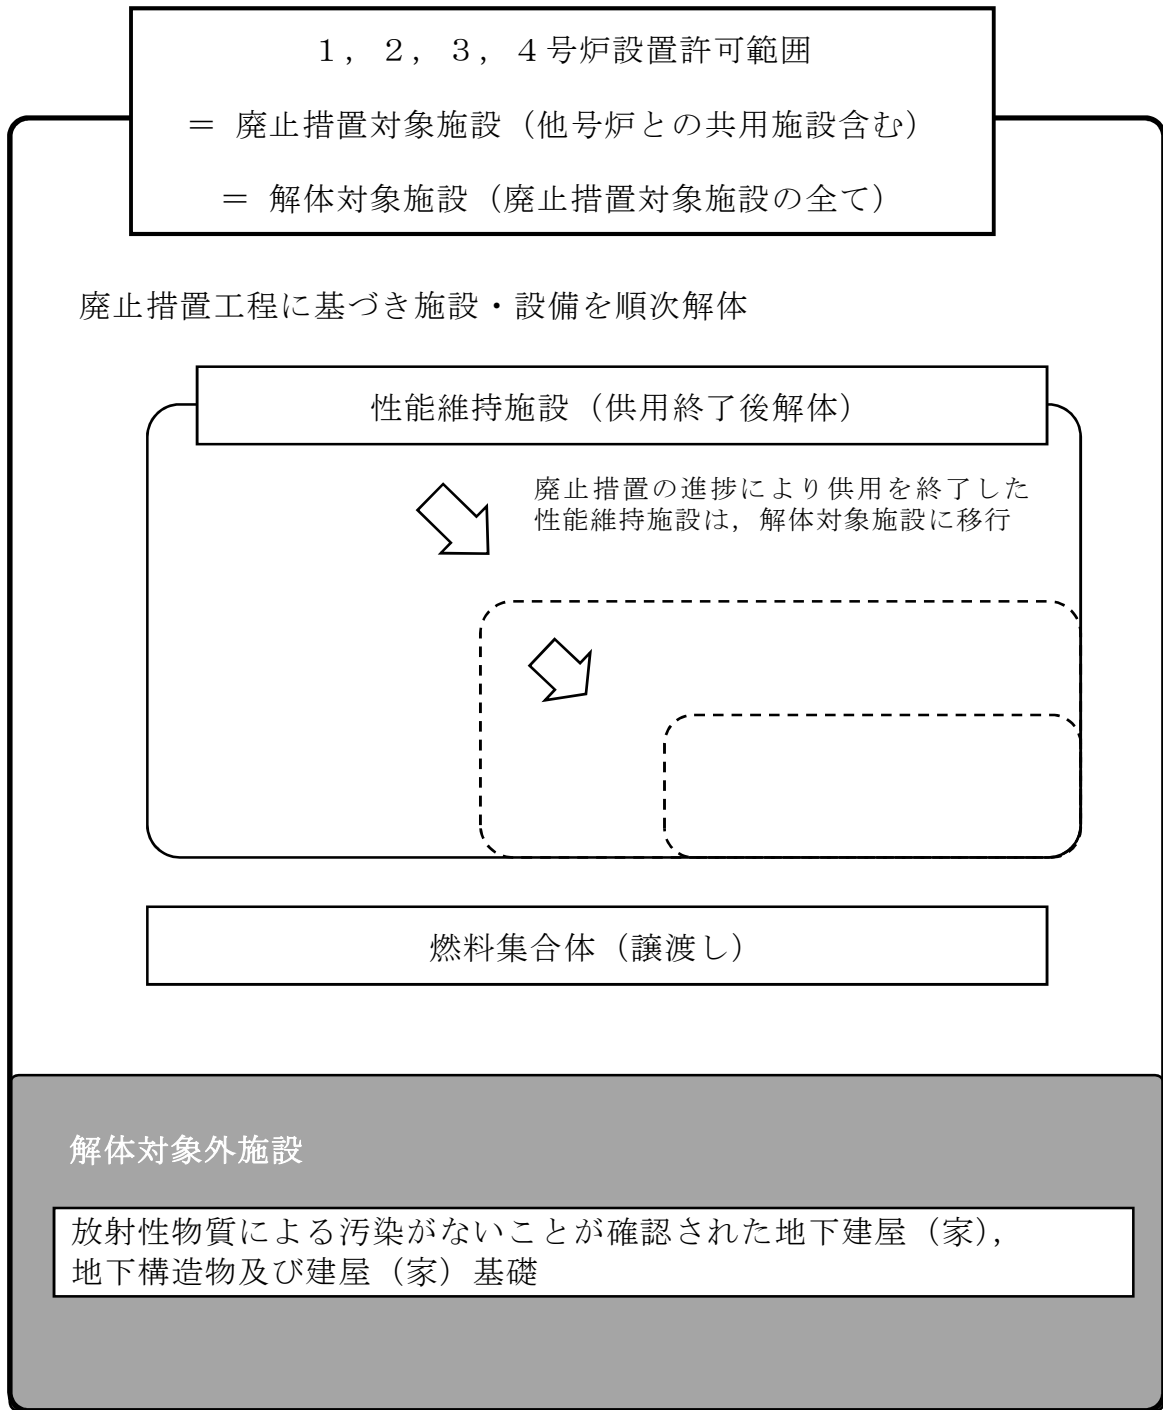 １，２，３，４号炉設置許可範囲
＝ 廃止措置対象施設（他号炉との共用施設含む）
＝ 解体対象施設（廃止措置対象施設の全て）
廃止措置工程に基づき施設・設備を順次解体
性能維持施設（供用終了後解体）
廃止措置の進捗により供用を終了した
性能維持施設は，解体対象施設に移行
燃料集合体（譲渡し）
解体対象外施設
放射性物質による汚染がないことが確認された地下建屋（家），
地下構造物及び建屋（家）基礎